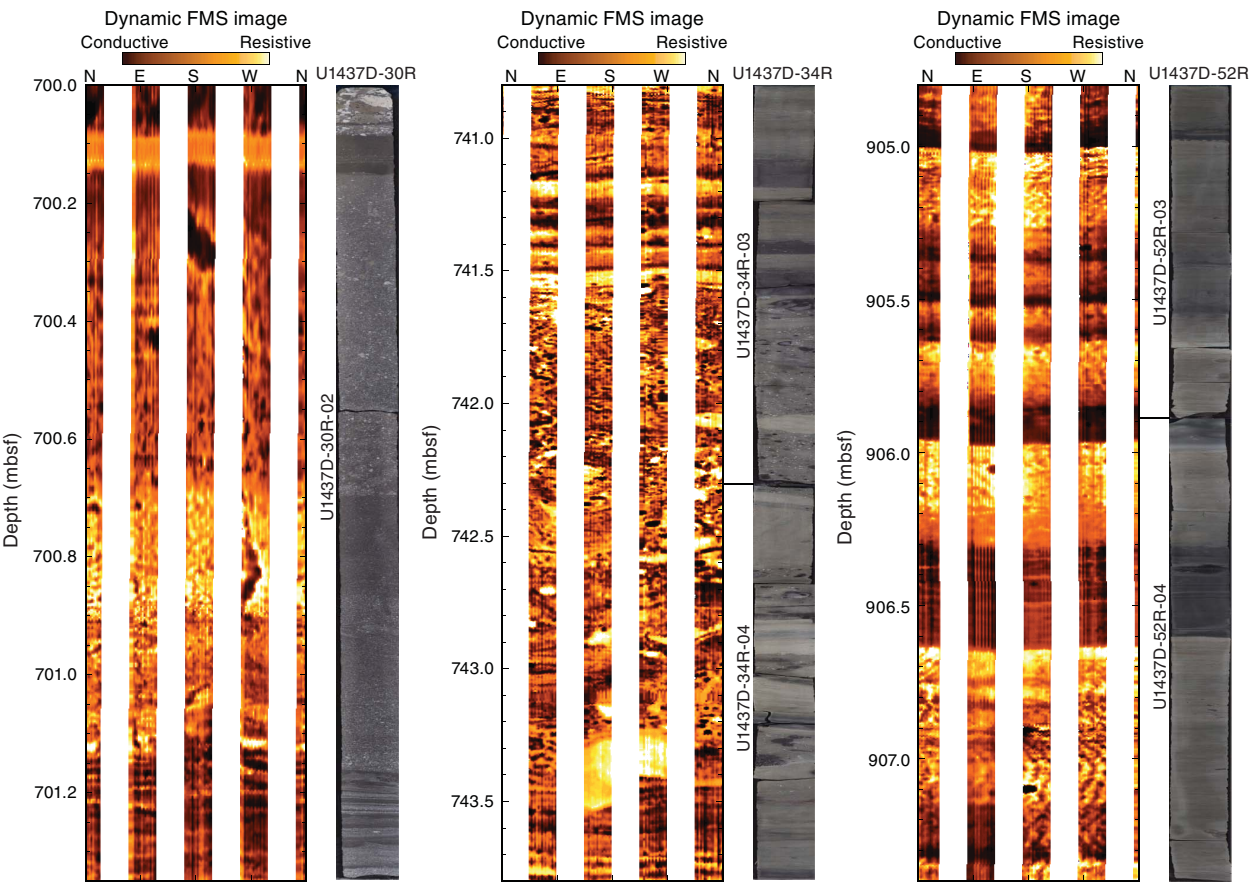 Dynamic FMS image
Conductive Resistive
N E S W N
U1437D-30R
700.0
700.2
700.4
700.6
700.8
701.0
701.2
Depth (mbsf)
U1437D-30R-02
Dynamic FMS image
Conductive Resistive
N E S W N
U1437D-34R
741.0
741.5
742.0
742.5
743.0
743.5
Depth (mbsf)
U1437D-34R-03
U1437D-34R-04
Dynamic FMS image
Conductive Resistive
N E S W N
U1437D-52R
905.0
905.5
906.0
906.5
907.0
Depth (mbsf)
U1437D-52R-03
U1437D-52R-04